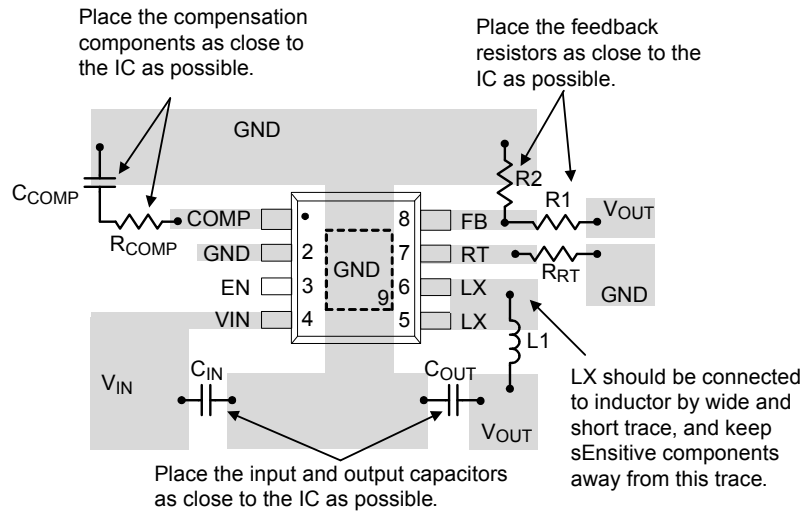 Place the compensation
components as close to
the IC as possible.
Place the feedback
resistors as close to the
IC as possible.
GND
CCOMP
RCOMP
R2
R1
VOUT
COMP
8
FB
GND
2
7
RT
RRT
GND
GND
EN
3
6
LX
9
VIN
4
5
LX
L1
VIN
CIN
COUT
VOUT
LX should be connected
to inductor by wide and
short trace, and keep
sEnsitive components
away from this trace.
Place the input and output capacitors
as close to the IC as possible.